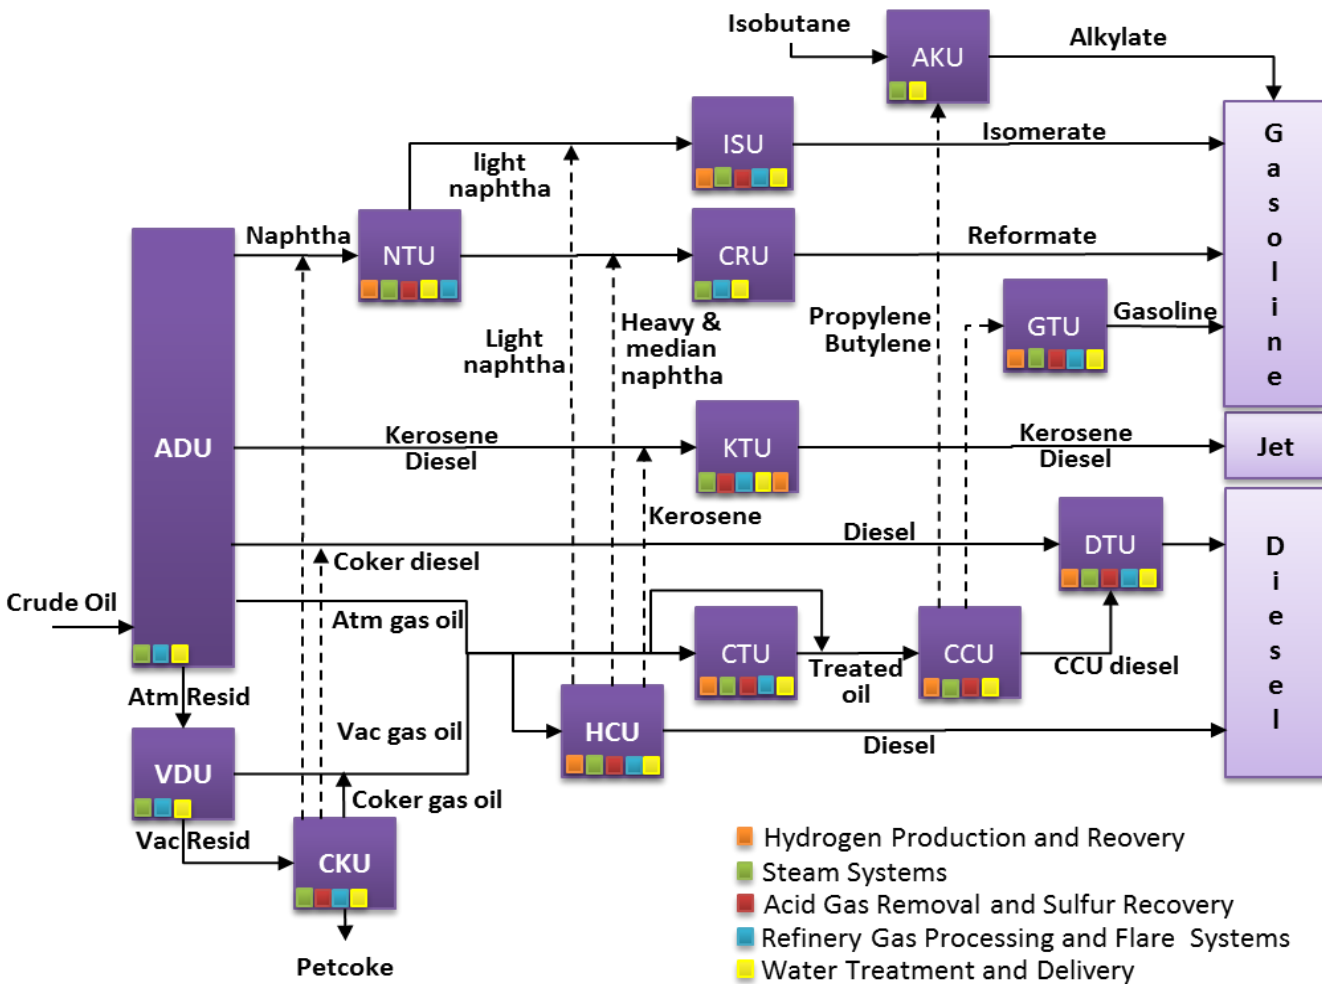 Isobutane
AKU
Alkylate
ISU
Isomerate
light
naphtha
Naphtha
NTU
CRU
Reformate
Gasoline
Light
naphtha
Heavy &
median
naphtha
Propylene
Butylene
GTU
Gasoline
ADU
Kerosene
Diesel
KTU
Kerosene
Diesel
Jet
Kerosene
Coker diesel
Diesel
DTU
Diesel
Crude Oil
Atm gas oil
CTU
Treated
oil
CCU
CCU diesel
Atm Resid
Vac gas oil
HCU
Diesel
VDU
Coker gas oil
Vac Resid
CKU
Petcoke
Hydrogen Production and Reovery
Steam Systems
Acid Gas Removal and Sulfur Recovery
Refinery Gas Processing and Flare Systems
Water Treatment and Delivery